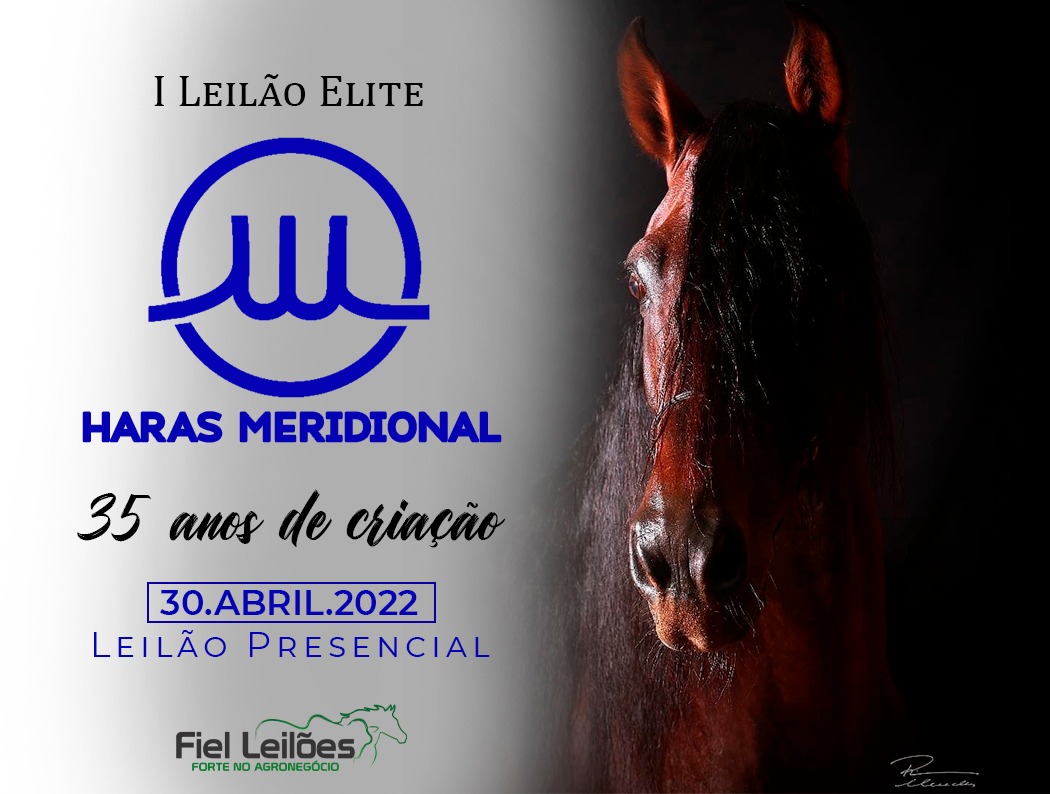 I Leilão Elite
HARAS MERIDIONAL
35 anos de criação
30.ABRIL.2022
Leilão Presencial
Fiel Leilões
FORTE NO AGRONEGÓCIO